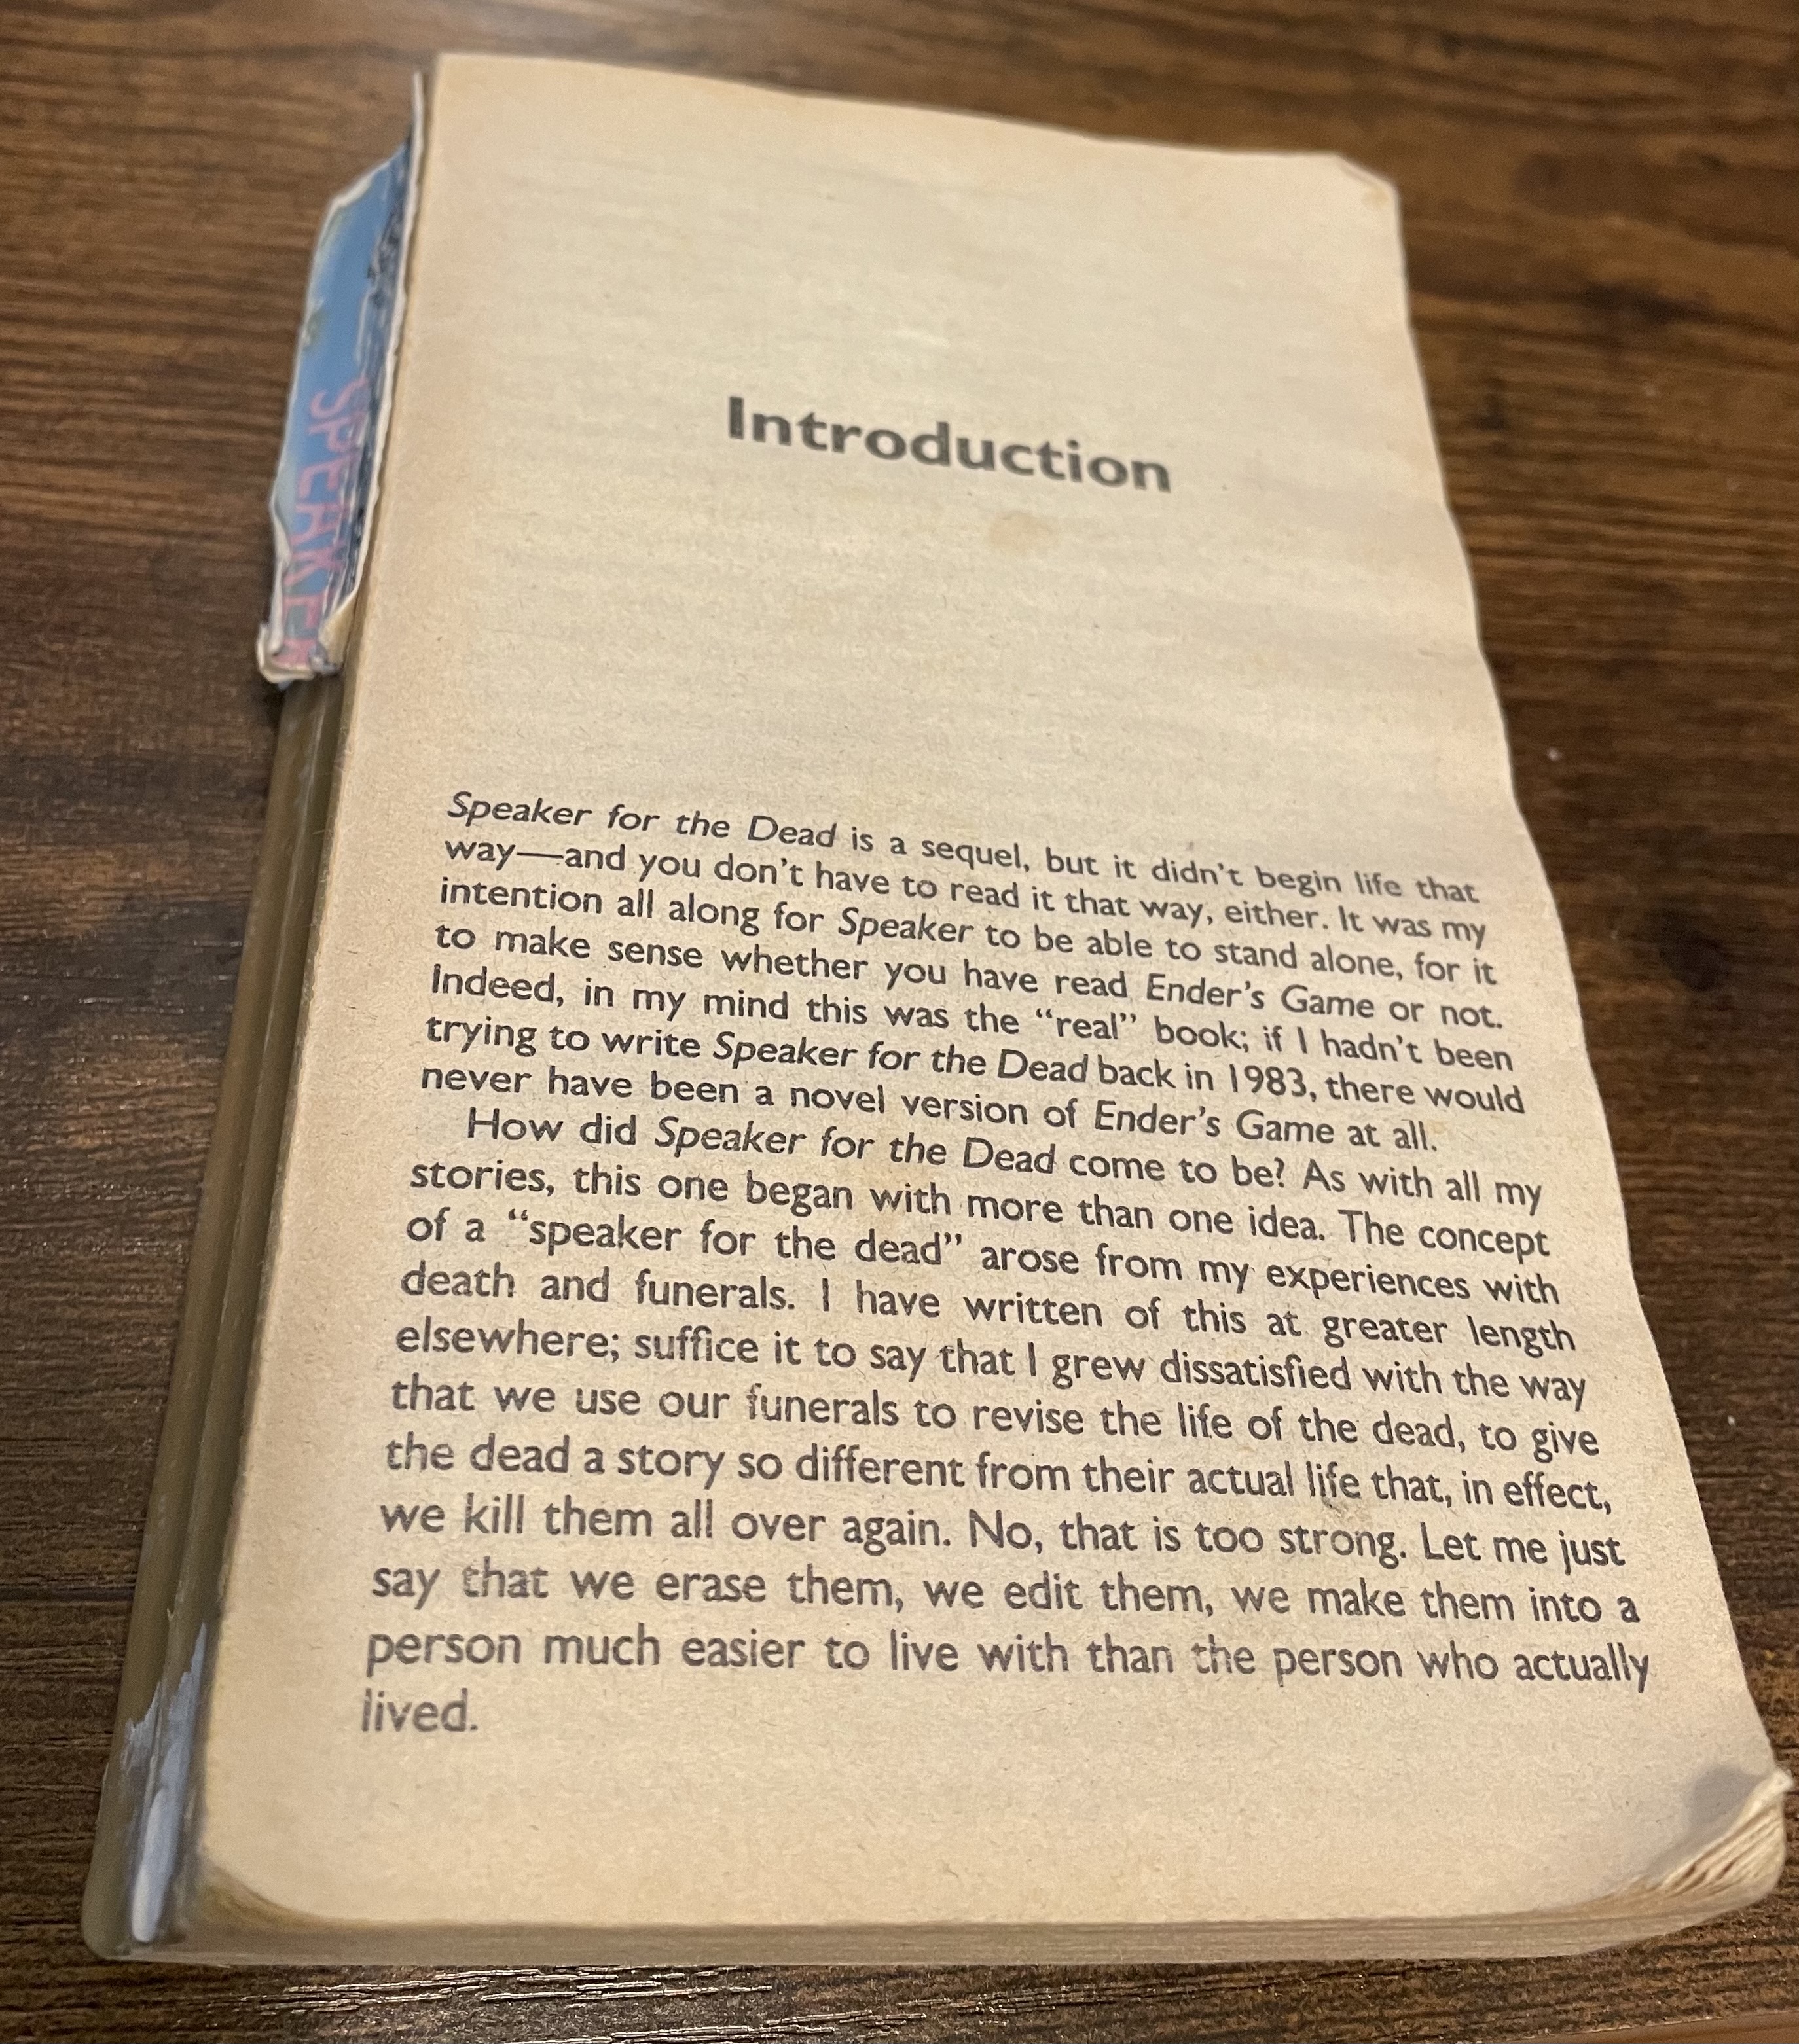 SPEAKER
Introduction
Speaker for the Dead is a sequel, but it didn't begin life that
way—and you don't have to read it that way, either. It was my
intention all along for Speaker to be able to stand alone, for it
to make sense whether you have read Ender's Game or not.
Indeed, in my mind this was the “real” book; if I hadn't been
trying to write Speaker for the Dead back in 1983, there would
never have been a novel version of Ender's Game at all.
How did Speaker for the Dead come to be? As with all my
stories, this one began with more than one idea. The concept
of a “speaker for the dead” arose from my experiences with
death and funerals. I have written of this at greater length
elsewhere; suffice it to say that I grew dissatisfied with the way
that we use our funerals to revise the life of the dead, to give
the dead a story so different from their actual life that, in effect,
we kill them all over again. No, that is too strong. Let me just
say that we erase them, we edit them, we make them into a
person much easier to live with than the person who actually
lived.